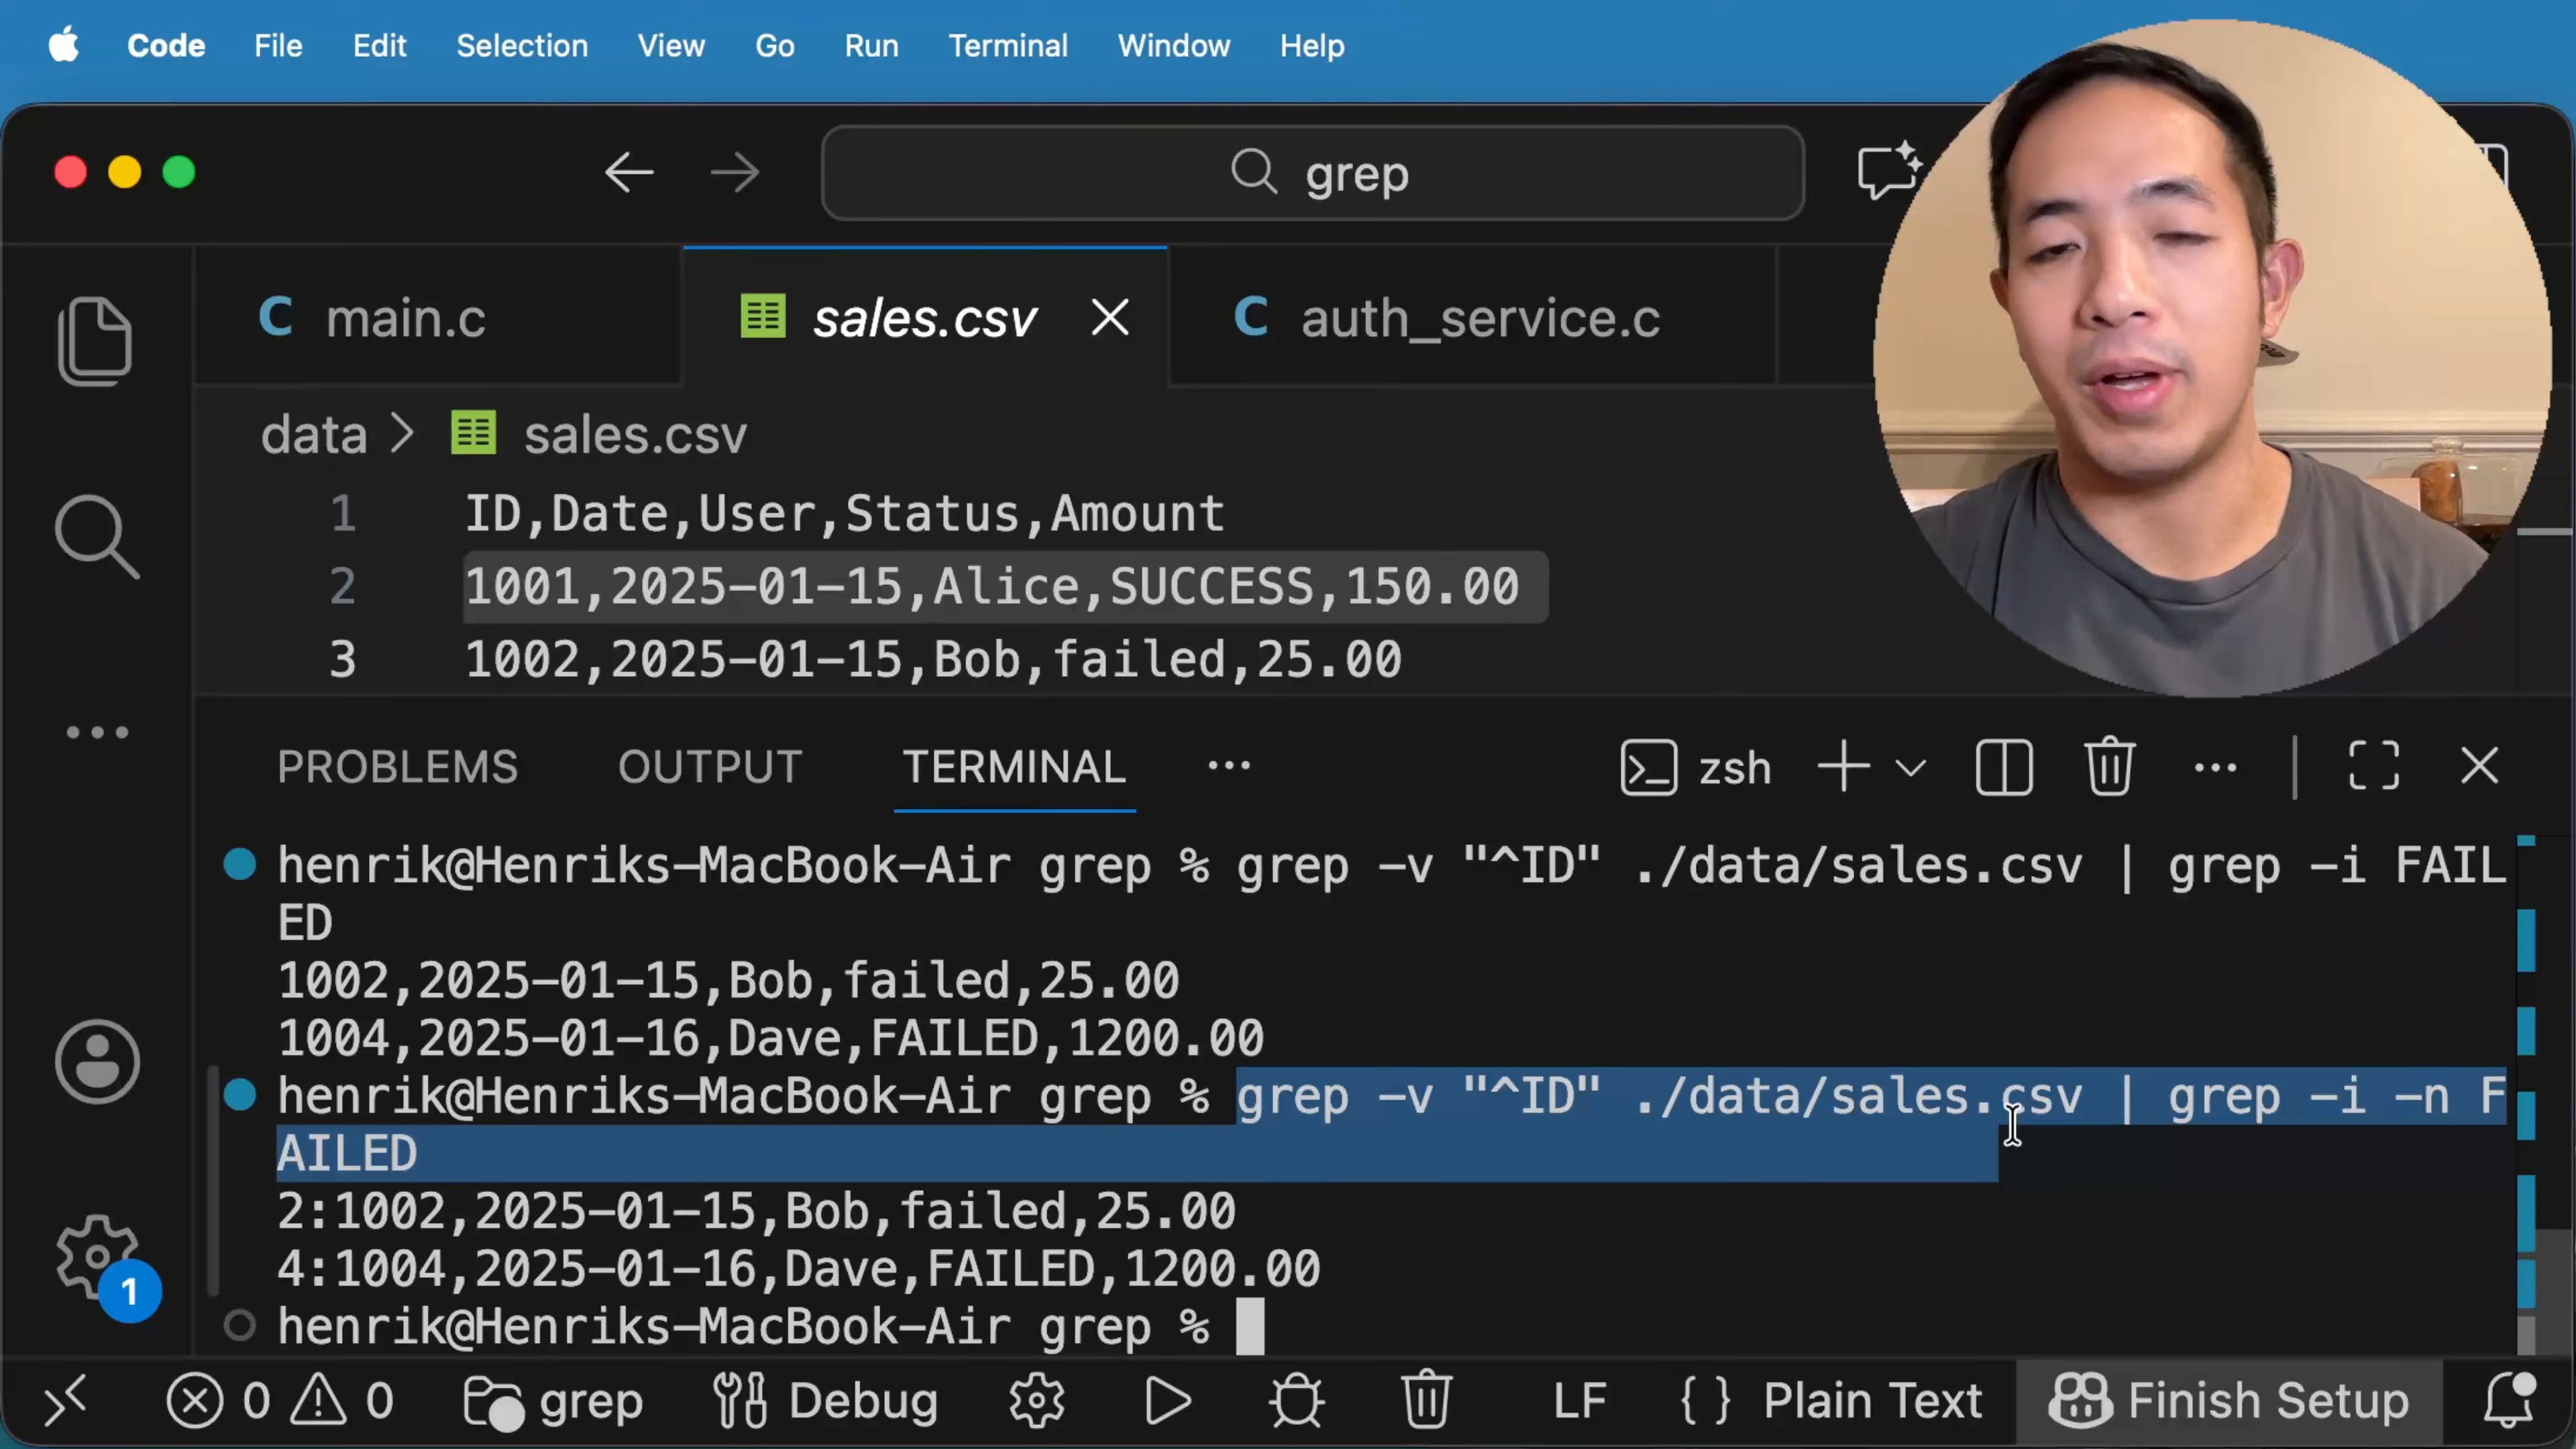 Code File Edit Selection View Go Run Terminal Window Help
grep
main.c sales.csv auth_service.c
data > sales.csv
1 ID,Date,User,Status,Amount
2 1001,2025-01-15,Alice,SUCCESS,150.00
3 1002,2025-01-15,Bob,failed,25.00
PROBLEMS OUTPUT TERMINAL ... zsh
henrik@Henriks-MacBook-Air grep % grep -v "^ID" ./data/sales.csv | grep -i FAIL
ED
1002,2025-01-15,Bob,failed,25.00
1004,2025-01-16,Dave,FAILED,1200.00
henrik@Henriks-MacBook-Air grep % grep -v "^ID" ./data/sales.csv | grep -i -n F
AILED
2:1002,2025-01-15,Bob,failed,25.00
4:1004,2025-01-16,Dave,FAILED,1200.00
henrik@Henriks-MacBook-Air grep %
1
0 0 grep Debug LF {} Plain Text Finish Setup